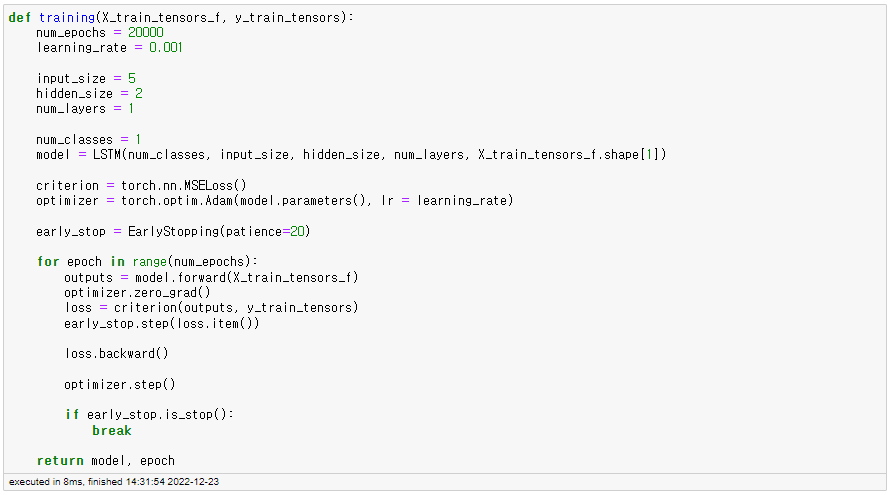 def training(X_train_tensors_f, y_train_tensors):
    num_epochs = 20000
    learning_rate = 0.001

    input_size = 5
    hidden_size = 2
    num_layers = 1

    num_classes = 1
    model = LSTM(num_classes, input_size, hidden_size, num_layers, X_train_tensors_f.shape[1])

    criterion = torch.nn.MSELoss()
    optimizer = torch.optim.Adam(model.parameters(), lr = learning_rate)

    early_stop = EarlyStopping(patience=20)

    for epoch in range(num_epochs):
        outputs = model.forward(X_train_tensors_f)
        optimizer.zero_grad()
        loss = criterion(outputs, y_train_tensors)
        early_stop.step(loss.item())

        loss.backward()

        optimizer.step()

        if early_stop.is_stop():
            break

    return model, epoch
executed in 8ms, finished 14:31:54 2022-12-23